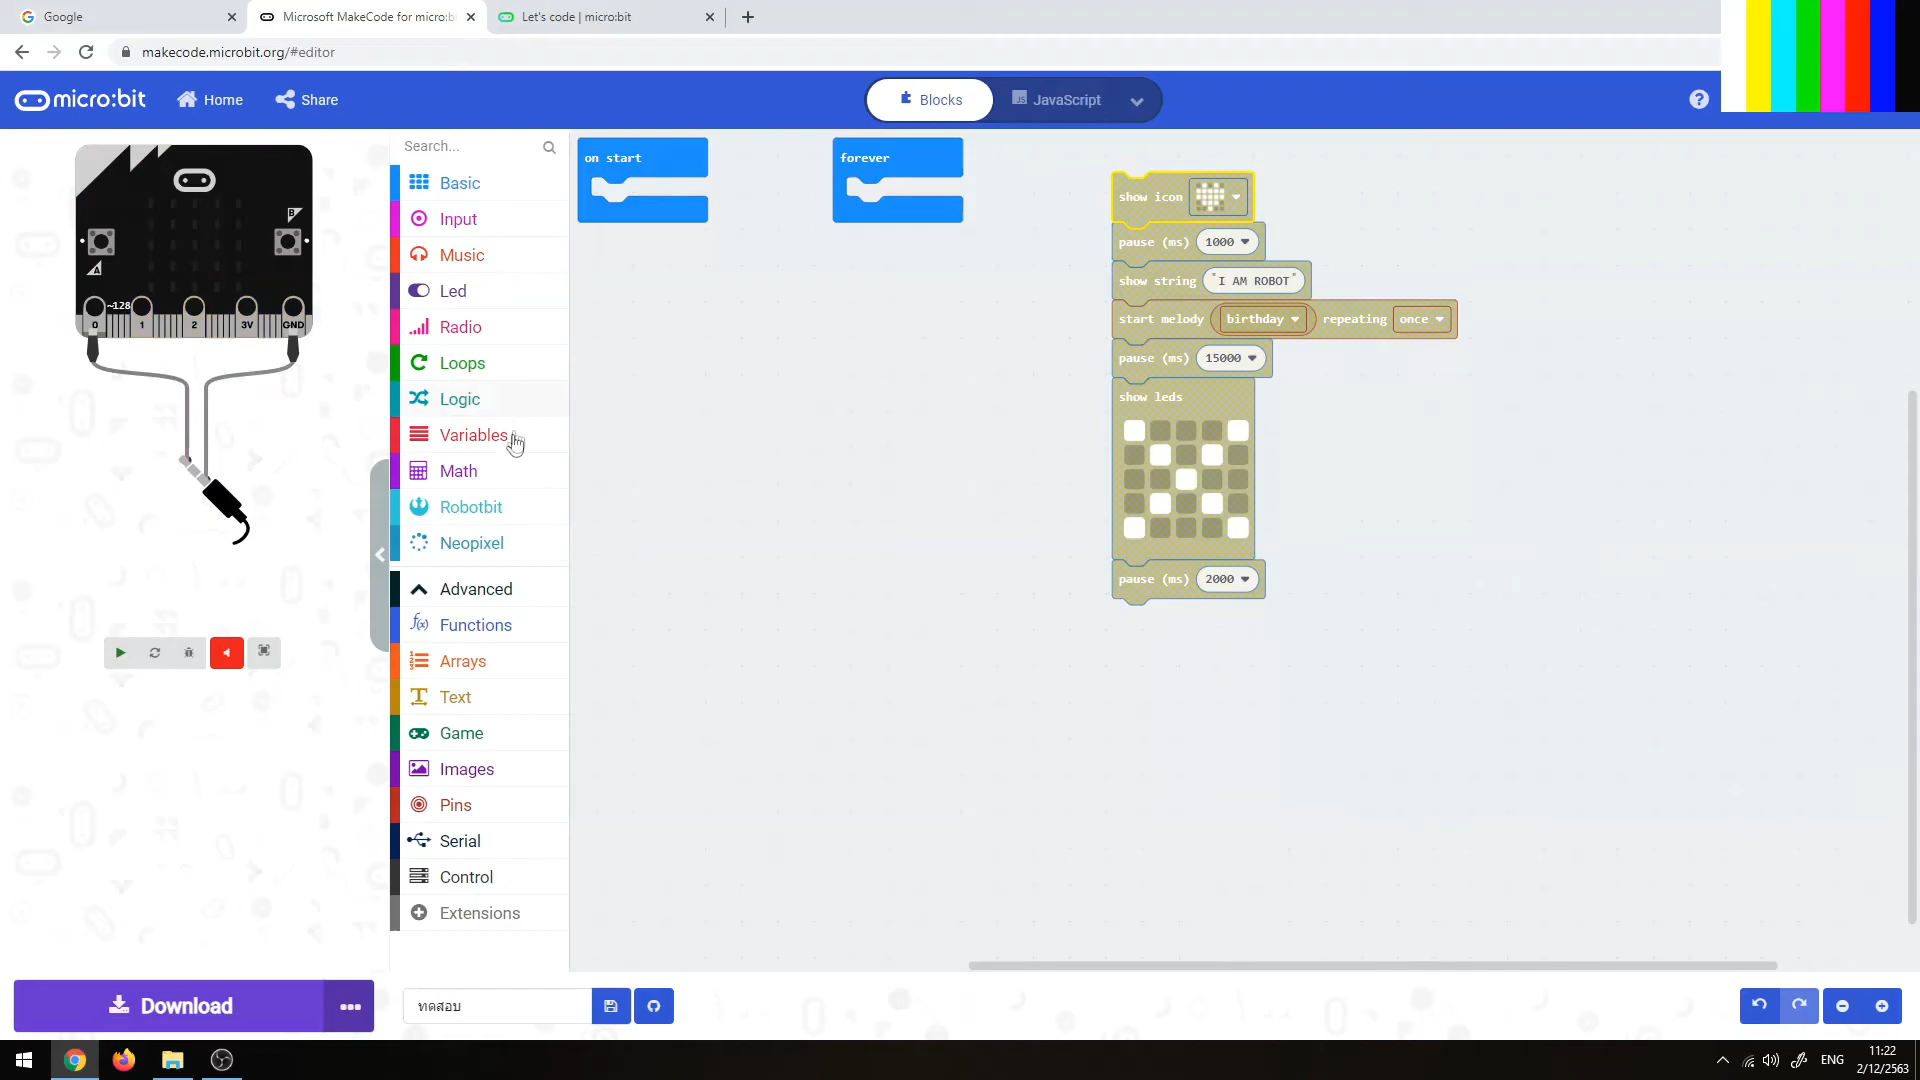 Google
Microsoft MakeCode for micro:b
Let's code | micro:bit
makecode.microbit.org/#editor
micro:bit
Home
Share
Blocks
JS
JavaScript
?
Search...
Basic
Input
Music
Led
Radio
Loops
Logic
Variables
Math
Robotbit
Neopixel
Advanced
f(x) Functions
Arrays
Text
Game
Images
Pins
Serial
Control
Extensions
B
A
~128
0 1 2 3V GND
on start
forever
show icon
pause (ms) 1000
show string "I AM ROBOT"
start melody birthday repeating once
pause (ms) 15000
show leds
pause (ms) 2000
Download
ทดสอบ
ENG
11:22
2/12/2563